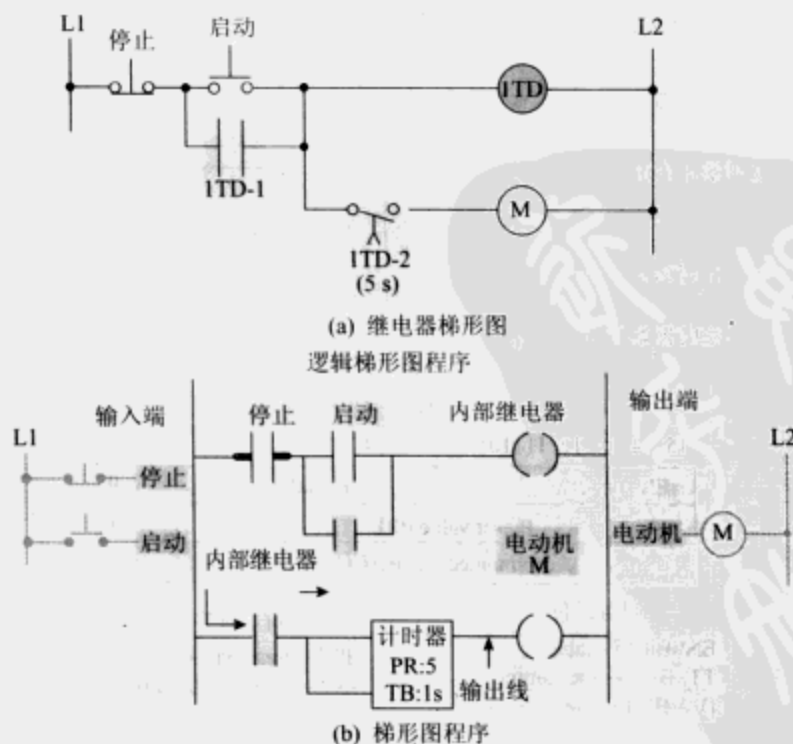 L1
停止
启动
L2
1TD
1TD-1
M
1TD-2
(5 s)
(a) 继电器梯形图
逻辑梯形图程序
输入端
停止
启动
内部继电器
输出端
L1
L2
停止
启动
电动机
M
电动机
M
内部继电器
计时器
PR:5
TB:1s
输出线
(b) 梯形图程序